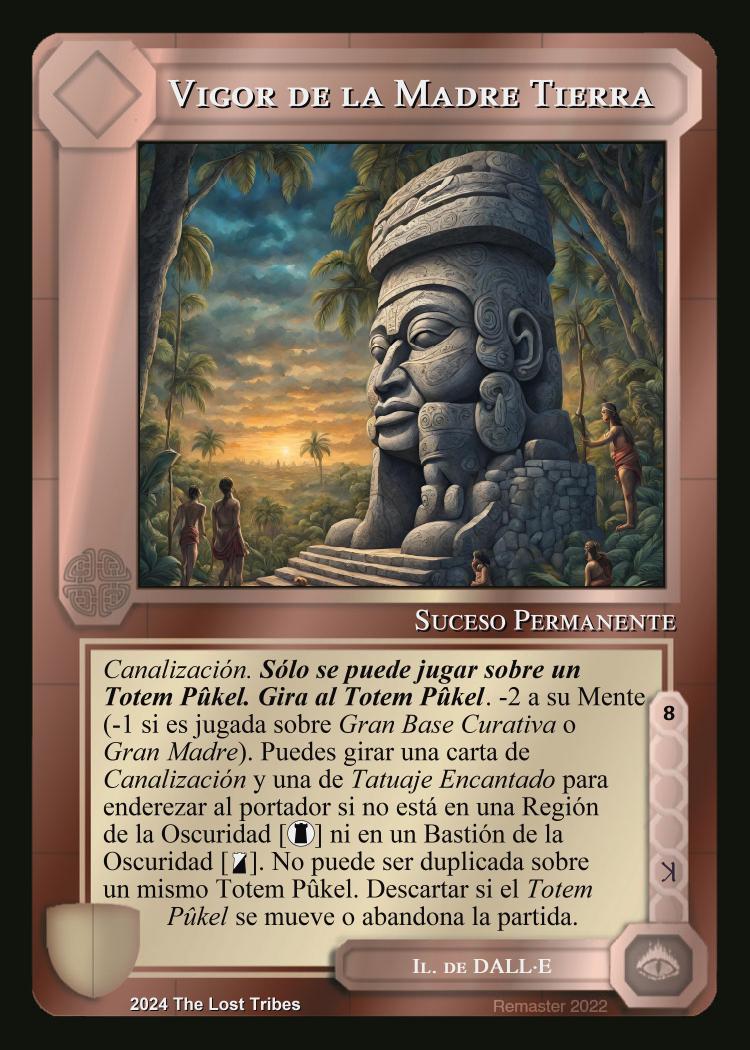 Vigor de la Madre Tierra
Suceso Permanente
Canalización. Sólo se puede jugar sobre un
Totem Pûkel. Gira al Totem Pûkel. -2 a su Mente
(-1 si es jugada sobre Gran Base Curativa o
Gran Madre). Puedes girar una carta de
Canalización y una de Tatuaje Encantado para
enderezar al portador si no está en una Región
de la Oscuridad [] ni en un Bastión de la
Oscuridad []. No puede ser duplicada sobre
un mismo Totem Pûkel. Descartar si el Totem
Pûkel se mueve o abandona la partida.
8
Il. de DALL·E
2024 The Lost Tribes
Remaster 2022